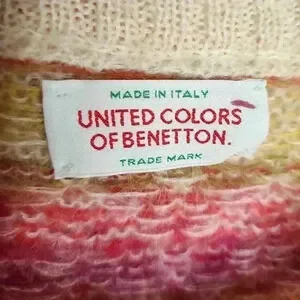 MADE IN ITALY
UNITED COLORS
OF BENETTON.
TRADE MARK